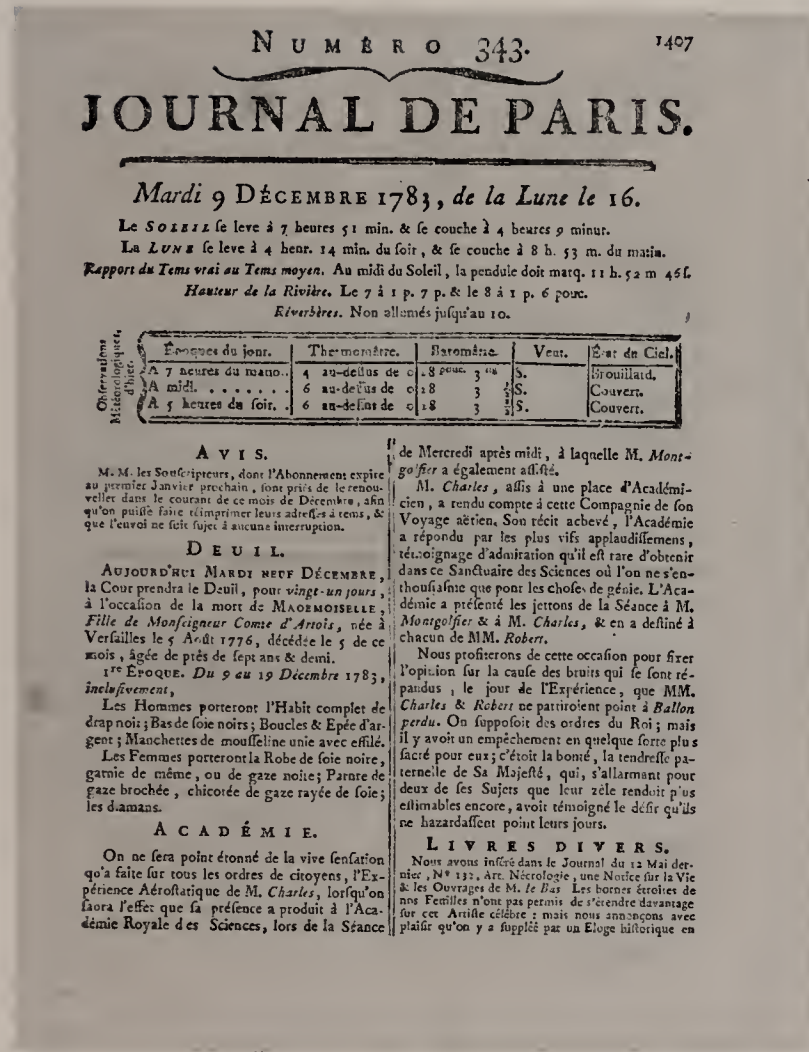 NUMÉRO 343.
1407
JOURNAL DE PARIS.
Mardi 9 DÉCEMBRE 1783, de la Lune le 16.
Le SOLEIL ſe leve à 7 heures 51 min. & ſe couche à 4 heures 9 minut.
La LUNE ſe leve à 4 heur. 14 min. du ſoir, & ſe couche à 8 h. 53 m. du matin.
Rapport du Tems vrai au Tems moyen. Au midi du Soleil, la pendule doit marq. 11 h. 52 m 46ſ.
Hauteur de la Rivière. Le 7 à 1 p. 7 p. & le 8 à 1 p. 6 pouc.
Réverbères. Non allumés juſqu'au 10.
Obſervations
Météorologiques,
d'hier.
Époques du jour. Thermomètre. Baromètre. Vent. État du Ciel.
A 7 heures du matin.. 4 au-deſſus de 0 28 pouc. 3 S. Brouillard.
A midi. . . . . . . . 6 au-deſſus de 0 28 3 S. Couvert.
A 5 heures du ſoir. . 6 au-deſſus de 0 28 3 S. Couvert.
AVIS.
M. M. les Souſcripteurs, dont l'Abonnement expire
au premier Janvier prochain, ſont priés de le renou-
veller dans le courant de ce mois de Décembre, afin
qu'on puiſſe faire réimprimer leurs adreſſes à tems, &
que l'envoi ne ſoit ſujet à aucune interruption.
DEUIL.
AUJOURD'HUI MARDI NEUF DÉCEMBRE,
la Cour prendra le Deuil, pour vingt-un jours,
à l'occaſion de la mort de MADEMOISELLE,
Fille de Monſeigneur Comte d'Artois, née à
Verſailles le 5 Août 1776, décédée le 5 de ce
mois, âgée de près de ſept ans & demi.
1re ÉPOQUE. Du 9 au 19 Décembre 1783,
incluſivement,
Les Hommes porteront l'Habit complet de
drap noir; Bas de ſoie noirs; Boucles & Epée d'ar-
gent; Manchettes de mouſſeline unie avec effilé.
Les Femmes porteront la Robe de ſoie noire,
garnie de même, ou de gaze noire; Parure de
gaze brochée, chicorée de gaze rayée de ſoie;
les diamans.
ACADÉMIE.
On ne ſera point étonné de la vive ſenſation
qu'a faite ſur tous les ordres de citoyens, l'Ex-
périence Aéroſtatique de M. Charles, lorſqu'on
ſaura l'effet que ſa préſence a produit à l'Aca-
démie Royale des Sciences, lors de la Séance
de Mercredi après midi, à laquelle M. Mont-
golfier a également aſſiſté.
M. Charles, aſſis à une place d'Académi-
cien, a rendu compte à cette Compagnie de ſon
Voyage aërien. Son récit achevé, l'Académie
a répondu par les plus vifs applaudiſſemens,
témoignage d'admiration qu'il eſt rare d'obtenir
dans ce Sanctuaire des Sciences où l'on ne s'en-
thouſiaſme que pour les choſes de génie. L'Aca-
démie a préſenté les jettons de la Séance à M.
Montgolfier & à M. Charles, & en a deſtiné à
chacun de MM. Robert.
Nous profiterons de cette occaſion pour fixer
l'opinion ſur la cauſe des bruits qui ſe ſont ré-
pandus, le jour de l'Expérience, que MM.
Charles & Robert ne partiroient point à Ballon
perdu. On ſuppoſoit des ordres du Roi; mais
il y avoit un empêchement en quelque ſorte plus
ſacré pour eux; c'étoit la bonté, la tendreſſe pa-
ternelle de Sa Majeſté, qui, s'allarmant pour
deux de ſes Sujets que leur zèle rendoit plus
eſtimables encore, avoit témoigné le déſir qu'ils
ne hazardaſſent point leurs jours.
LIVRES DIVERS.
Nous avons inſéré dans le Journal du 12 Mai der-
nier, N° 132, Art. Nécrologie, une Notice ſur la Vie
& les Ouvrages de M. le Bas Les bornes étroites de
nos Feuilles n'ont pas permis de s'étendre davantage
ſur cet Artiſte célèbre : mais nous annonçons avec
plaiſir qu'on y a ſuppléé par un Eloge hiſtorique en